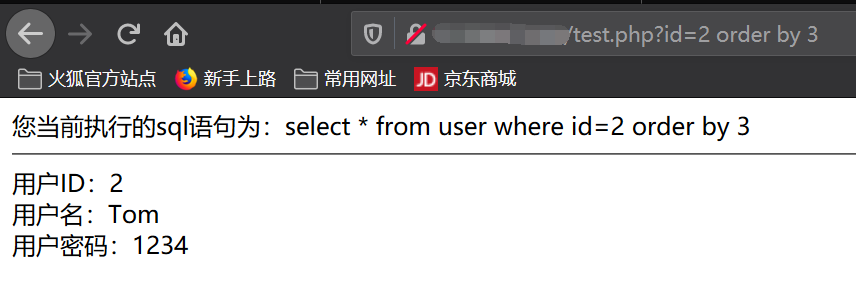 /test.php?id=2 order by 3
火狐官方站点 新手上路 常用网址 JD 京东商城
您当前执行的sql语句为：select * from user where id=2 order by 3
用户ID：2
用户名：Tom
用户密码：1234